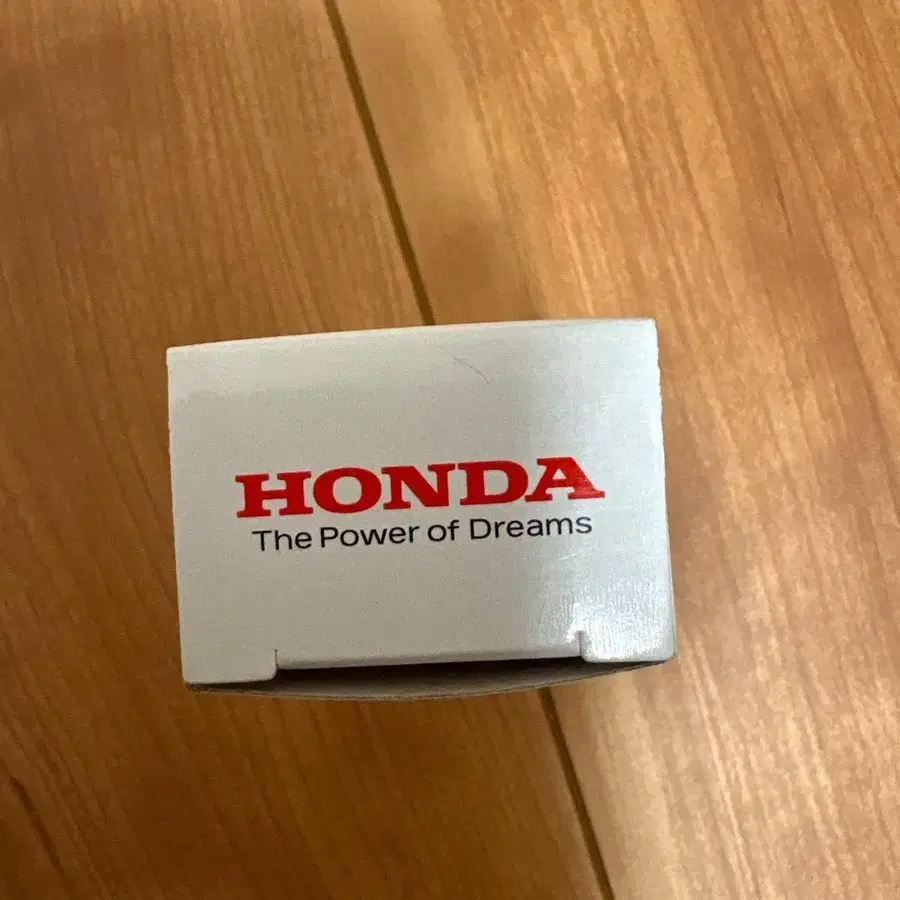 HONDA
The Power of Dreams